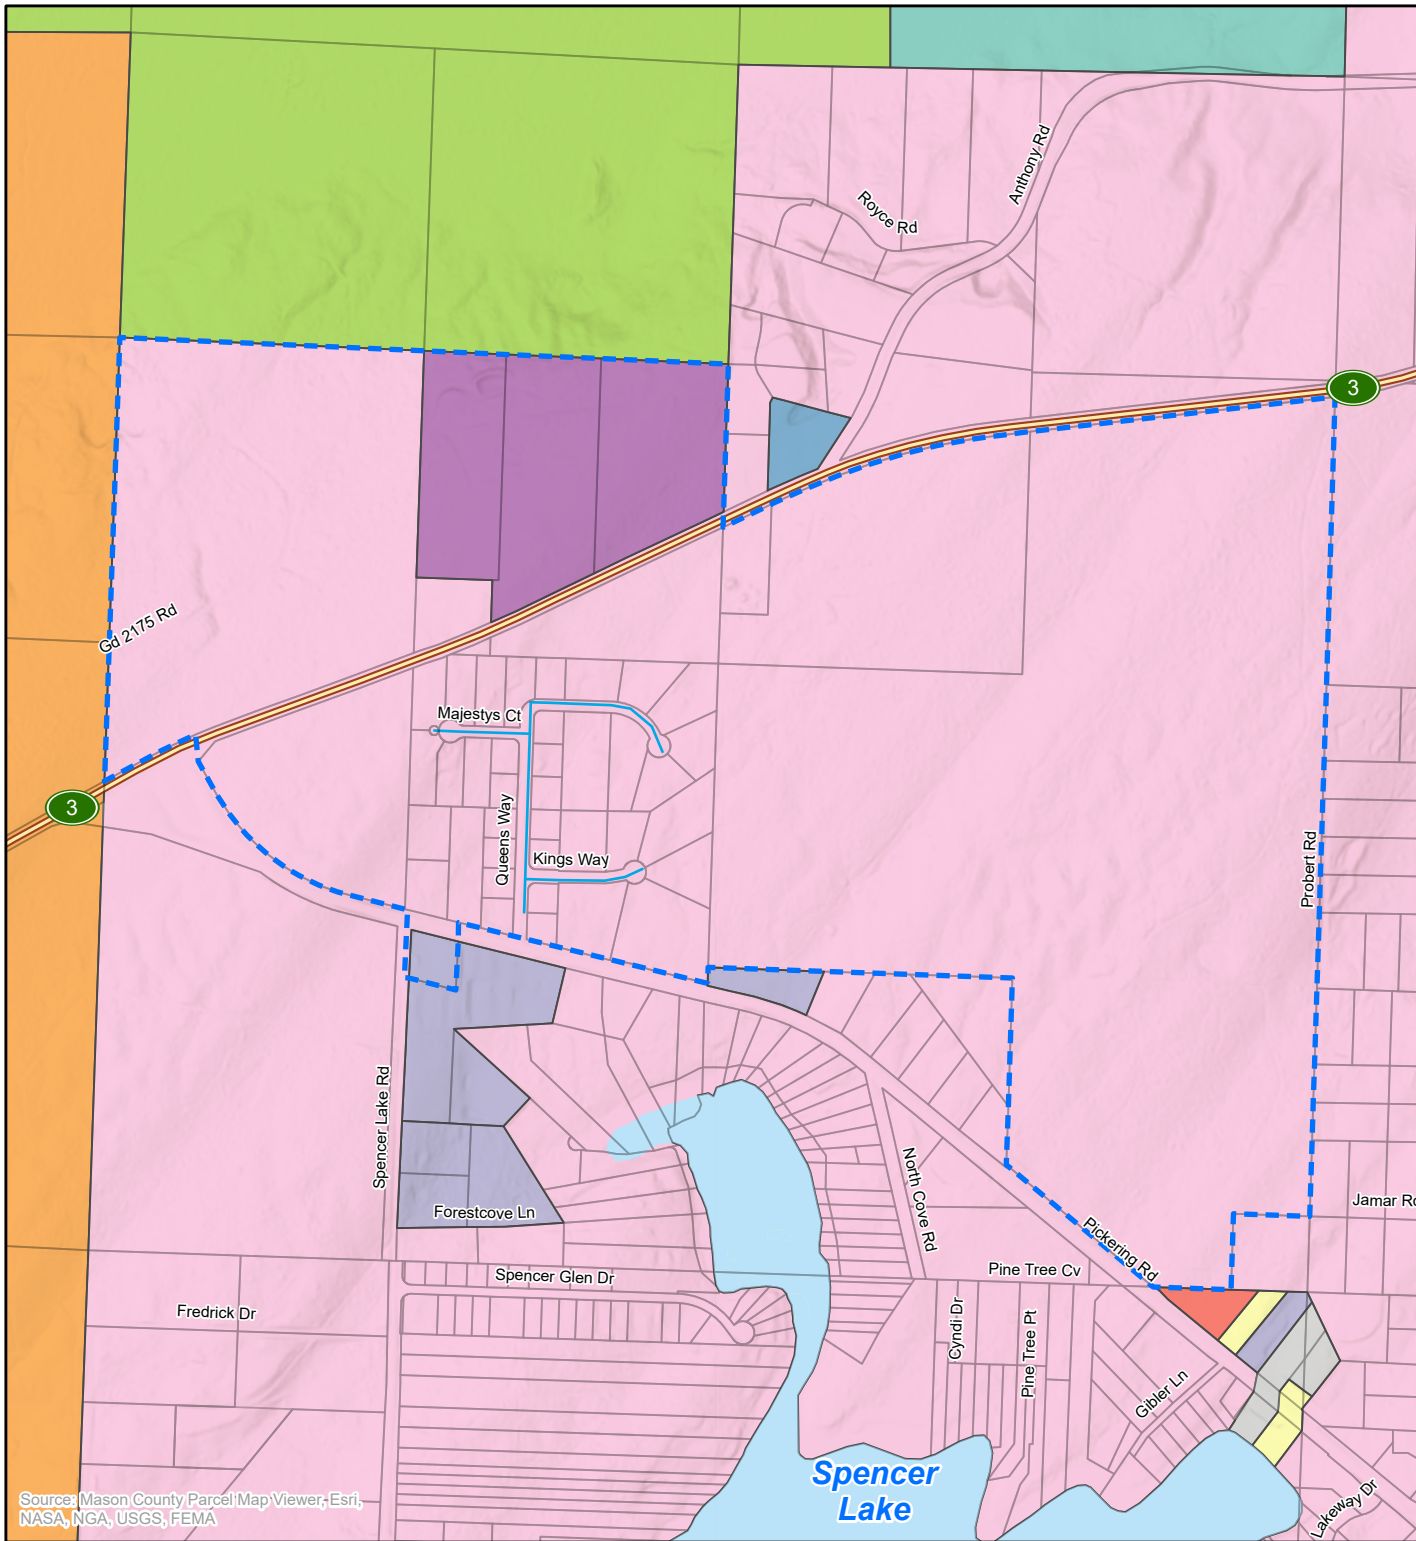 Anthony Rd
Royce Rd
3
Gd 2175 Rd
Majestys Ct
3
Queens Way
Kings Way
Probert Rd
Spencer Lake Rd
North Cove Rd
Forestcove Ln
Jamar Rd
Pickering Rd
Pine Tree Cv
Spencer Glen Dr
Fredrick Dr
Cyndi Dr
Pine Tree Pt
Gibler Ln
Spencer
Lake
Lakeway Dr
Source: Mason County Parcel Map Viewer, Esri,
NASA, NGA, USGS, FEMA